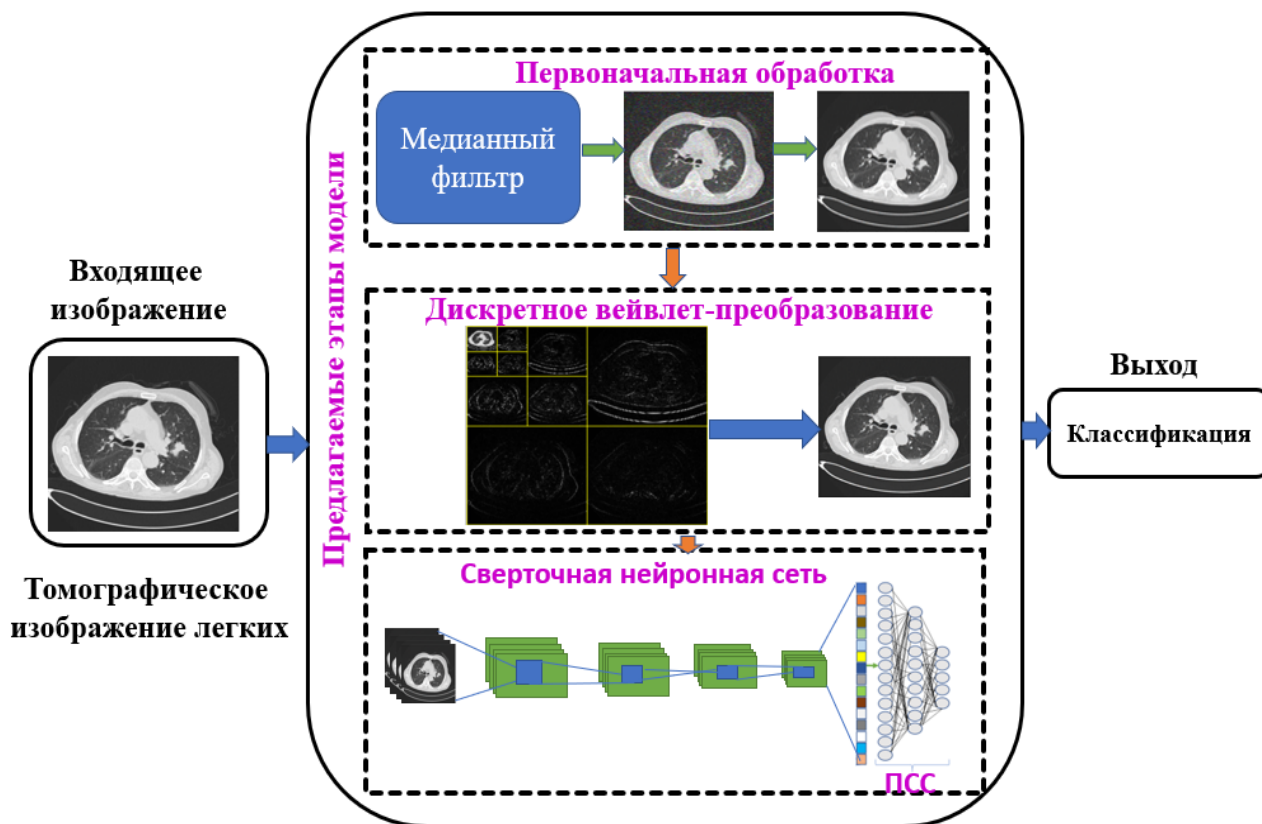 Входящее
изображение
Томографическое
изображение легких
Предлагаемые этапы модели
Первоначальная обработка
Медианный
фильтр
Дискретное вейвлет-преобразование
Сверточная нейронная сеть
ПСС
Выход
Классификация